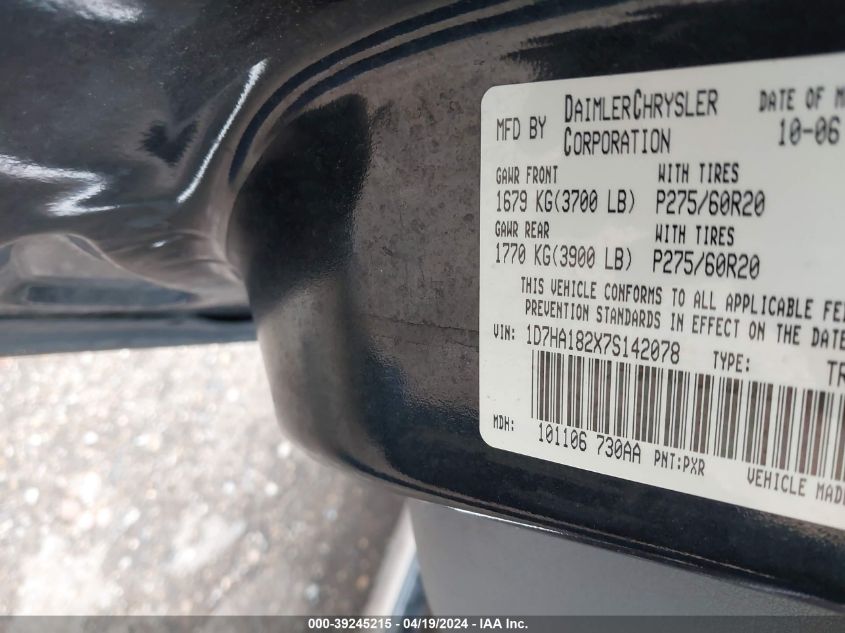 MFD BY DAIMLERCHRYSLER CORPORATION
DATE OF M
10-06
GAWR FRONT WITH TIRES
1679 KG(3700 LB) P275/60R20
GAWR REAR WITH TIRES
1770 KG(3900 LB) P275/60R20
THIS VEHICLE CONFORMS TO ALL APPLICABLE FE
PREVENTION STANDARDS IN EFFECT ON THE DATE
VIN: 1D7HA182X7S142078 TYPE: TR
MDH: 101106 730AA PNT:PXR
VEHICLE MADE
000-39245215 - 04/19/2024 - IAA Inc.